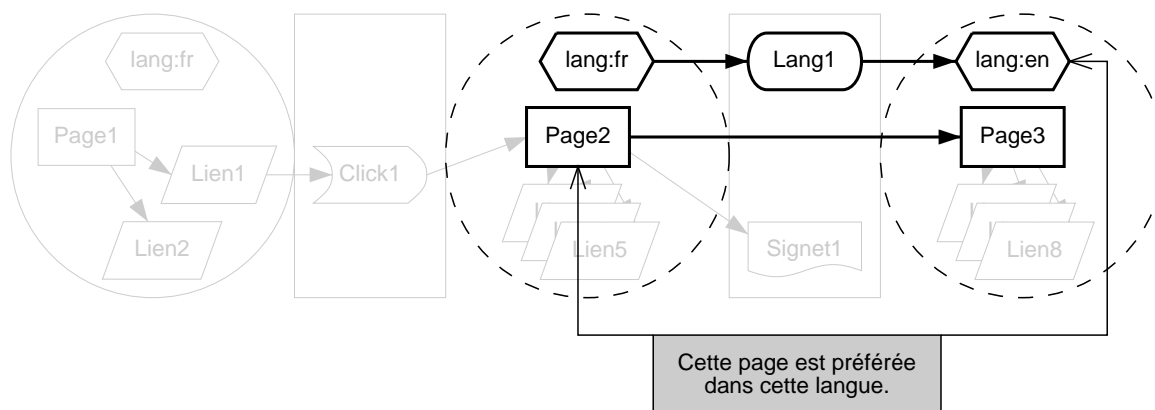 lang:fr
lang:fr
Lang1
lang:en
Page1
Page2
Page3
Lien1
Click1
Lien2
Lien5
Signet1
Lien8
Cette page est préférée
dans cette langue.